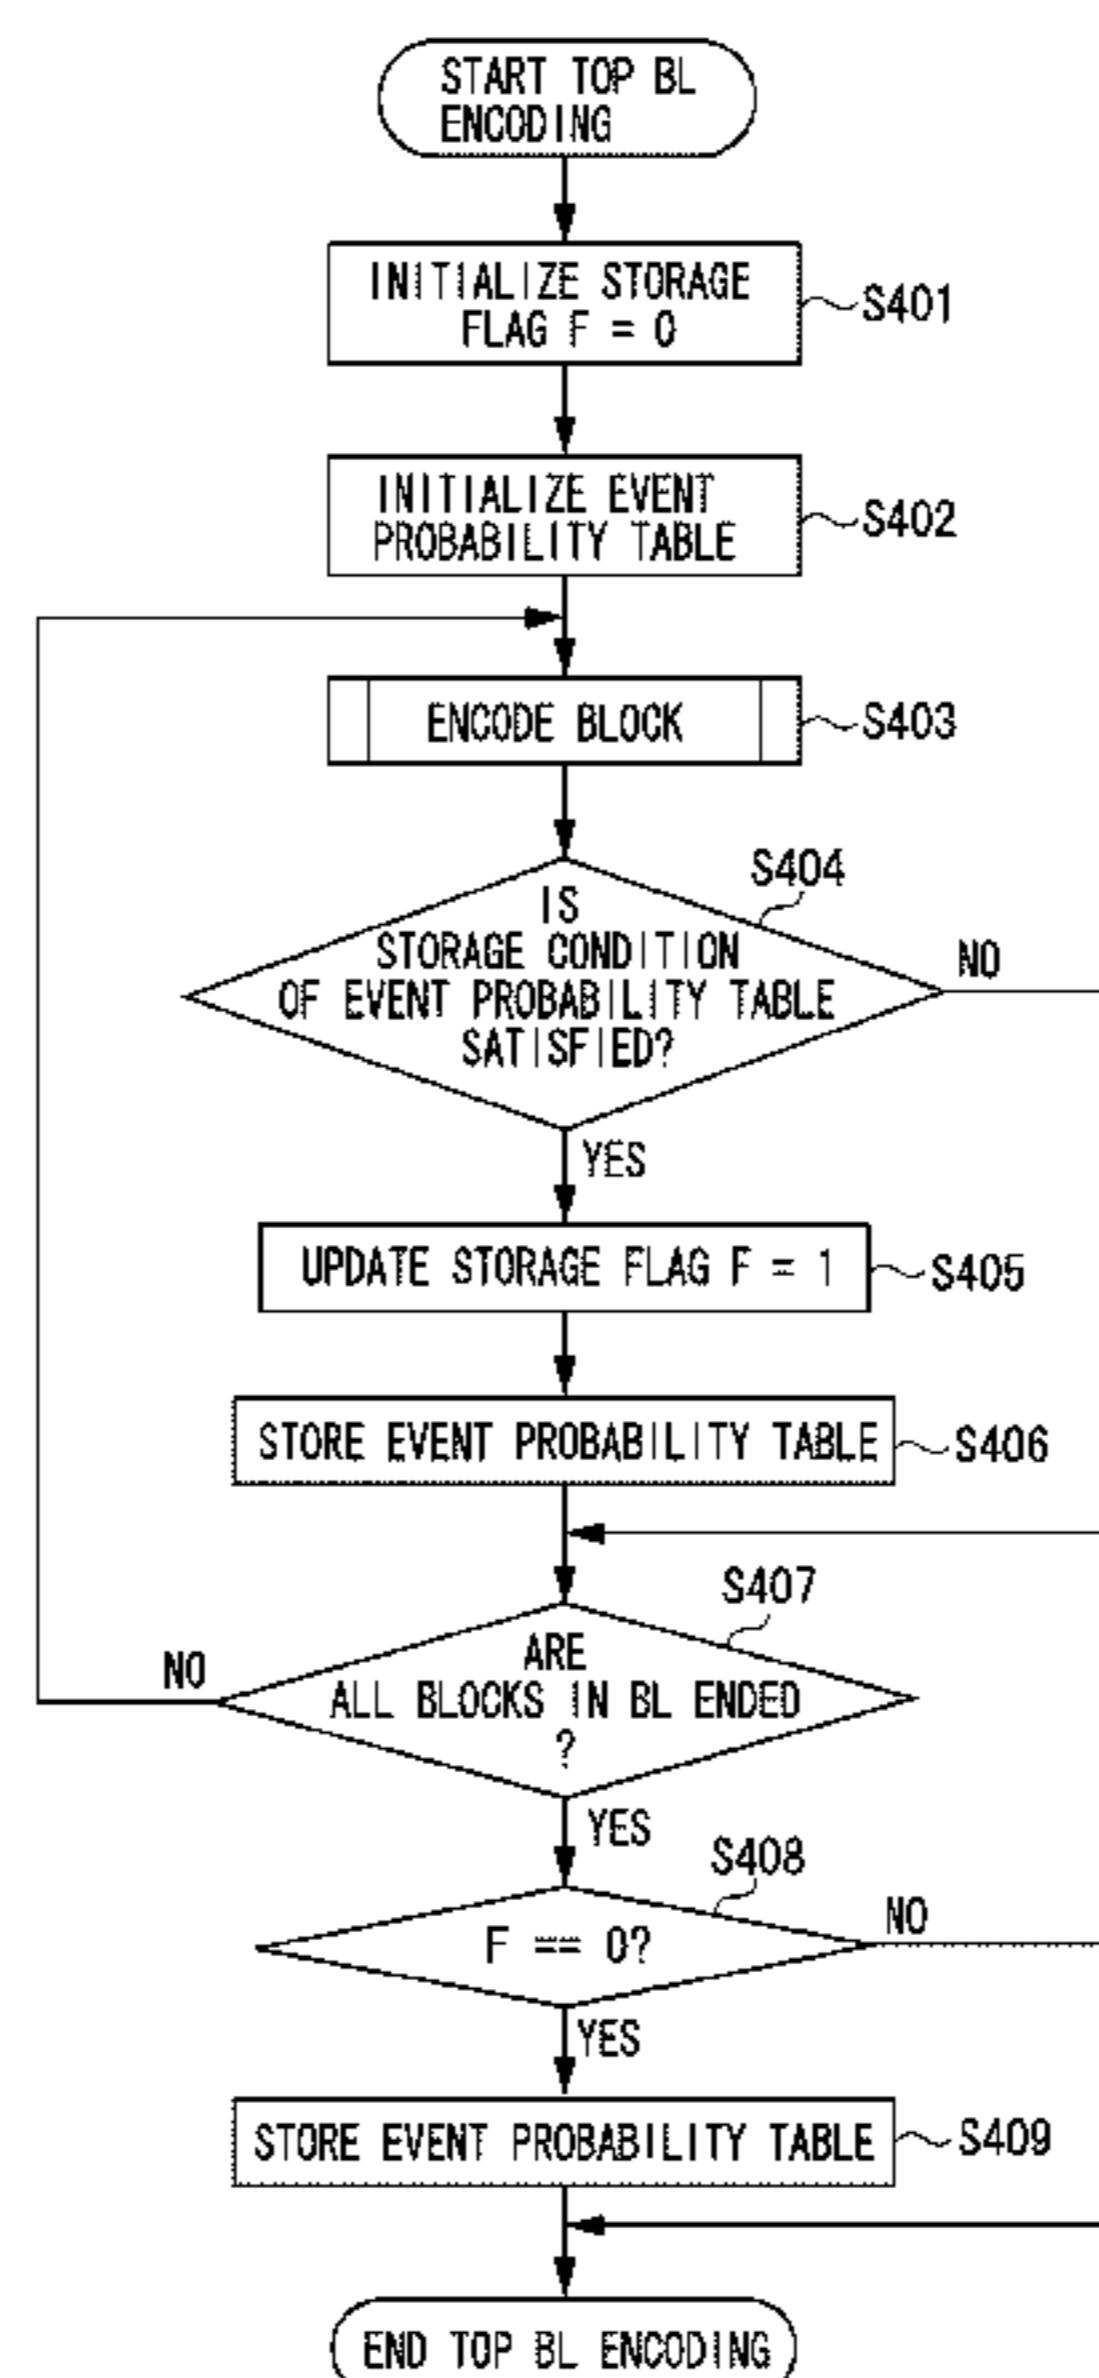 START TOP BL
ENCODING
INITIALIZE STORAGE
FLAG F = 0
S401
INITIALIZE EVENT
PROBABILITY TABLE
S402
ENCODE BLOCK
S403
S404
IS
STORAGE CONDITION
OF EVENT PROBABILITY TABLE
SATISFIED?
NO
YES
UPDATE STORAGE FLAG F = 1
S405
STORE EVENT PROBABILITY TABLE
S406
S407
ARE
ALL BLOCKS IN BL ENDED
?
NO
YES
S408
F == 0?
NO
YES
STORE EVENT PROBABILITY TABLE
S409
END TOP BL ENCODING